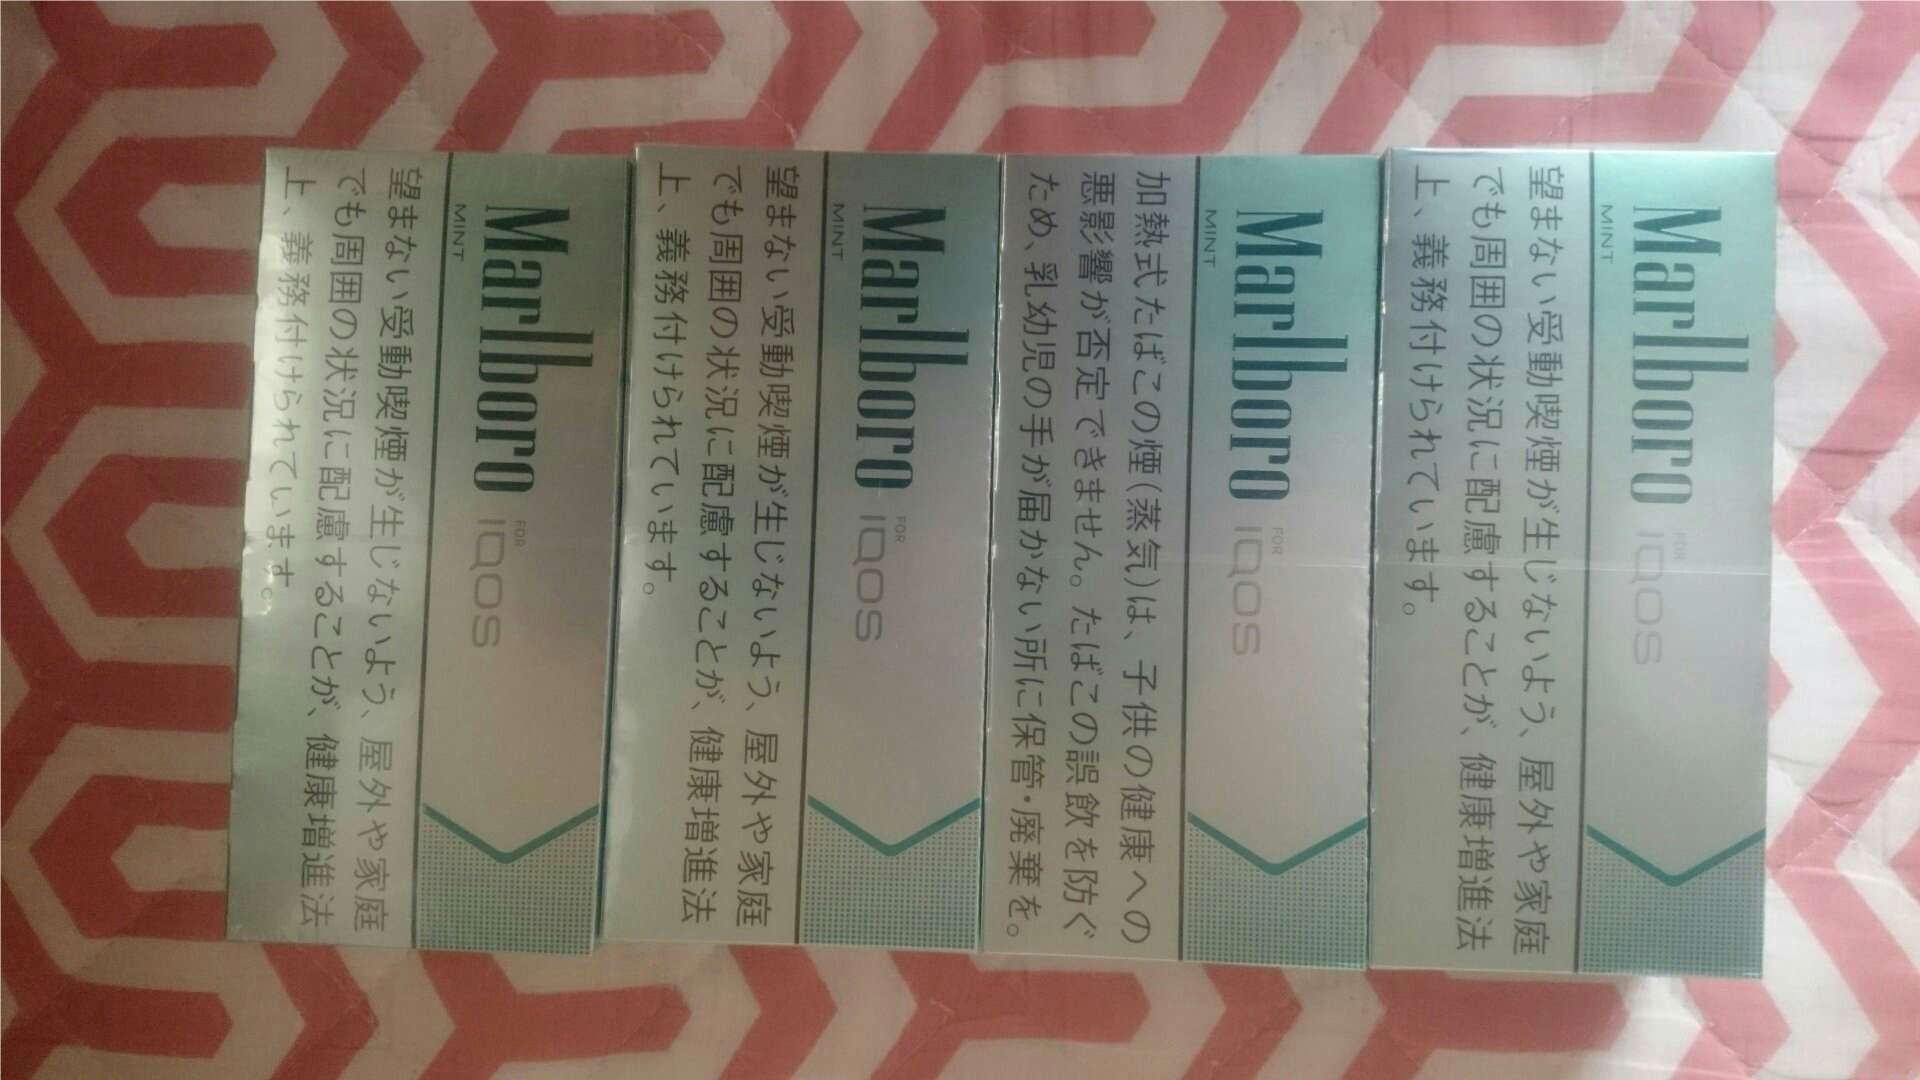 Marlboro FOR IQOS
MINT
望まない受動喫煙が生じないよう、屋外や家庭
でも周囲の状況に配慮することが、健康増進法
上、義務付けられています。
Marlboro FOR IQOS
MINT
加熱式たばこの煙(蒸気)は、子供の健康への
悪影響が否定できません。たばこの誤飲を防ぐ
ため、乳幼児の手が届かない所に保管・廃棄を。
Marlboro FOR IQOS
MINT
望まない受動喫煙が生じないよう、屋外や家庭
でも周囲の状況に配慮することが、健康増進法
上、義務付けられています。
Marlboro FOR IQOS
MINT
望まない受動喫煙が生じないよう、屋外や家庭
でも周囲の状況に配慮することが、健康増進法
上、義務付けられています。